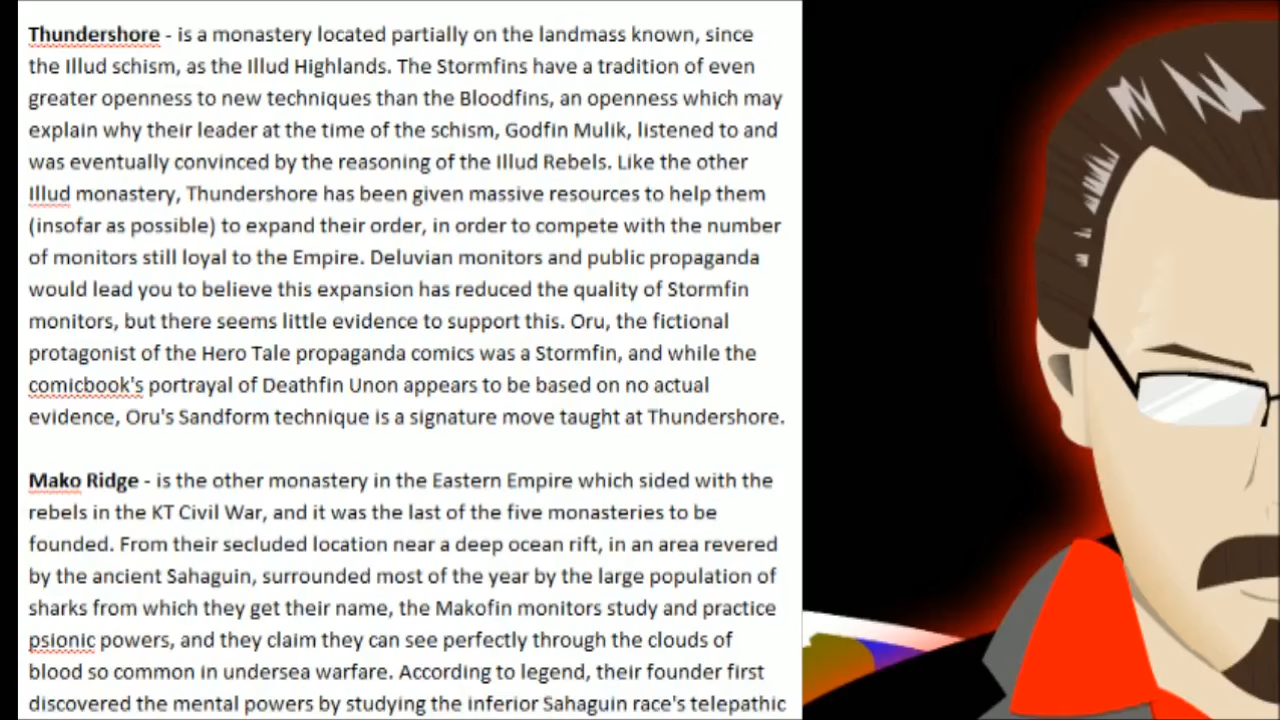 Thundershore - is a monastery located partially on the landmass known, since
the Illud schism, as the Illud Highlands. The Stormfins have a tradition of even
greater openness to new techniques than the Bloodfins, an openness which may
explain why their leader at the time of the schism, Godfin Mulik, listened to and
was eventually convinced by the reasoning of the Illud Rebels. Like the other
Illud monastery, Thundershore has been given massive resources to help them
(insofar as possible) to expand their order, in order to compete with the number
of monitors still loyal to the Empire. Deluvian monitors and public propaganda
would lead you to believe this expansion has reduced the quality of Stormfin
monitors, but there seems little evidence to support this. Oru, the fictional
protagonist of the Hero Tale propaganda comics was a Stormfin, and while the
comicbook's portrayal of Deathfin Unon appears to be based on no actual
evidence, Oru's Sandform technique is a signature move taught at Thundershore.
Mako Ridge - is the other monastery in the Eastern Empire which sided with the
rebels in the KT Civil War, and it was the last of the five monasteries to be
founded. From their secluded location near a deep ocean rift, in an area revered
by the ancient Sahaguin, surrounded most of the year by the large population of
sharks from which they get their name, the Makofin monitors study and practice
psionic powers, and they claim they can see perfectly through the clouds of
blood so common in undersea warfare. According to legend, their founder first
discovered the mental powers by studying the inferior Sahaguin race's telepathic